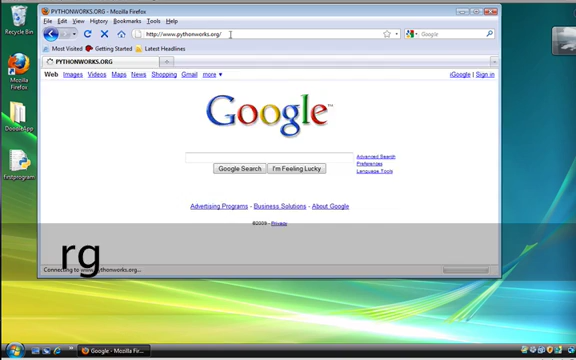 PYTHONWORKS.ORG - Mozilla Firefox
File Edit View History Bookmarks Tools Help
http://www.pythonworks.org/
Google
Most Visited Getting Started Latest Headlines
PYTHONWORKS.ORG
Web Images Videos Maps News Shopping Gmail more ▾
iGoogle | Sign in
Google™
Advanced Search
Preferences
Language Tools
Google Search
I'm Feeling Lucky
Advertising Programs - Business Solutions - About Google
©2009 - Privacy
rg
Connecting to www.pythonworks.org...
Recycle Bin
Mozilla Firefox
DoodleApp
firstprogram
Google - Mozilla Fir...